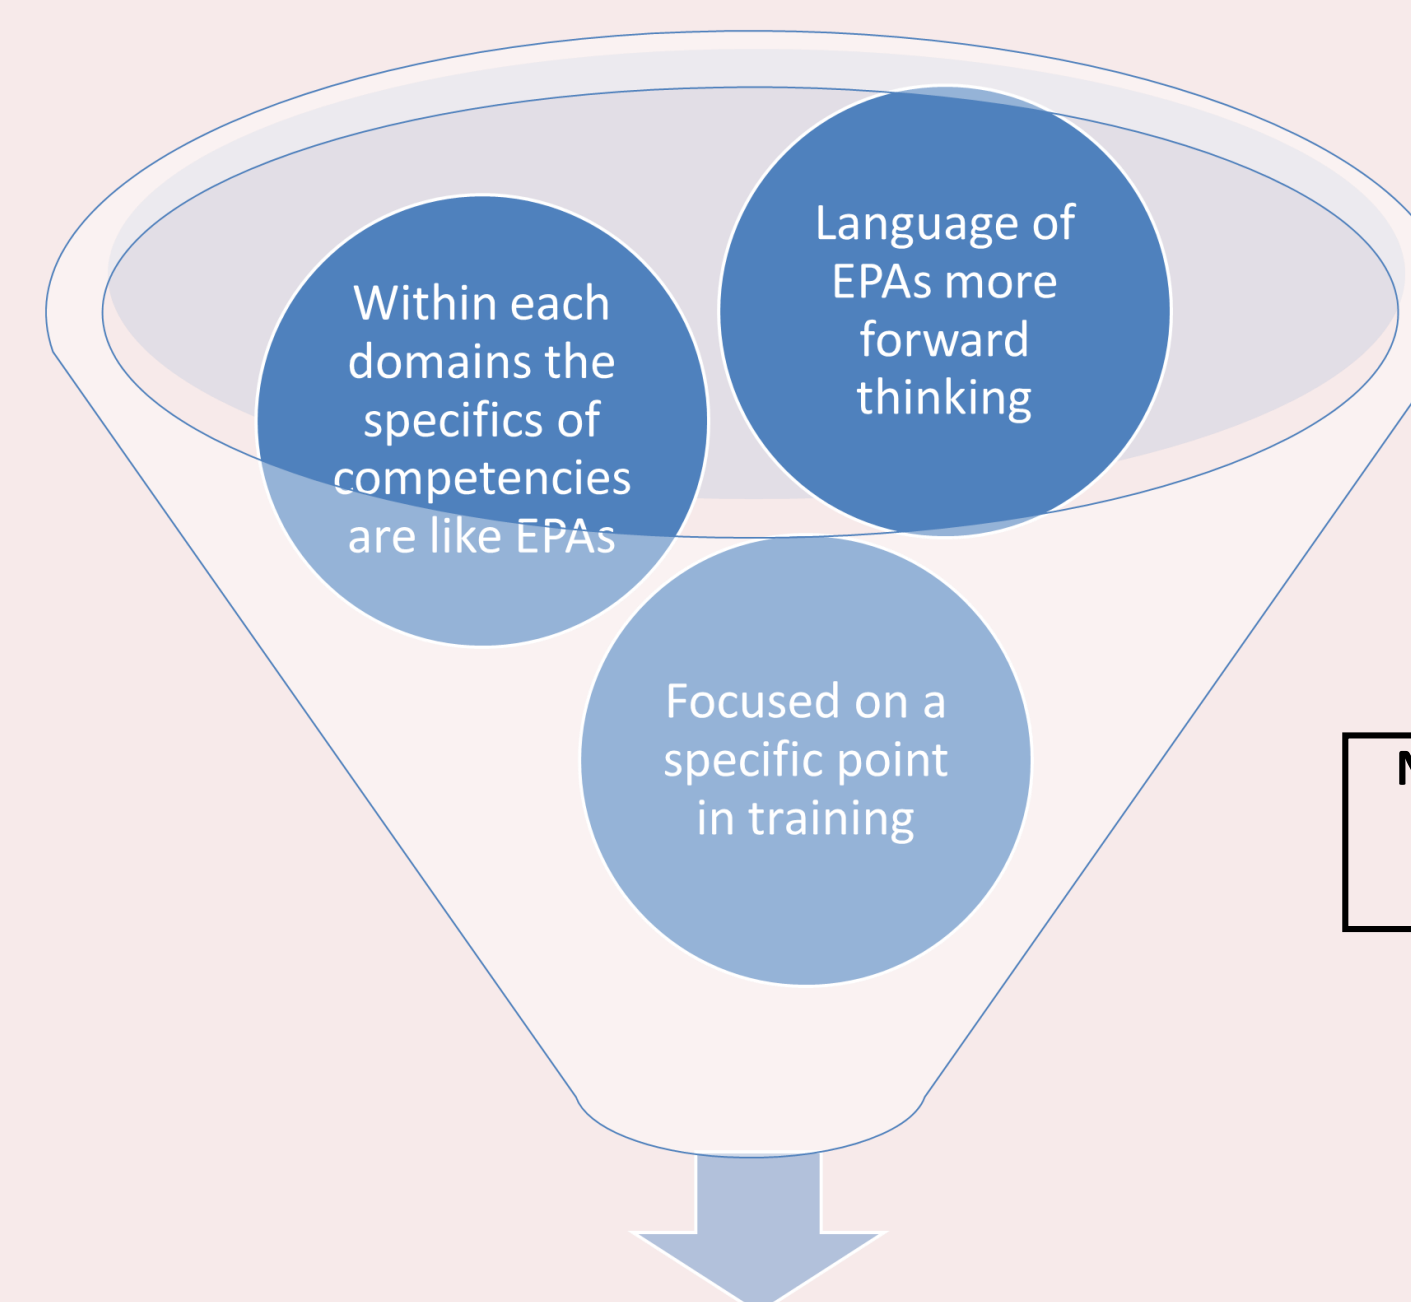 Within each
domains the
specifics of
competencies
are like EPAs
Language of
EPAs more
forward
thinking
Focused on a
specific point
in training